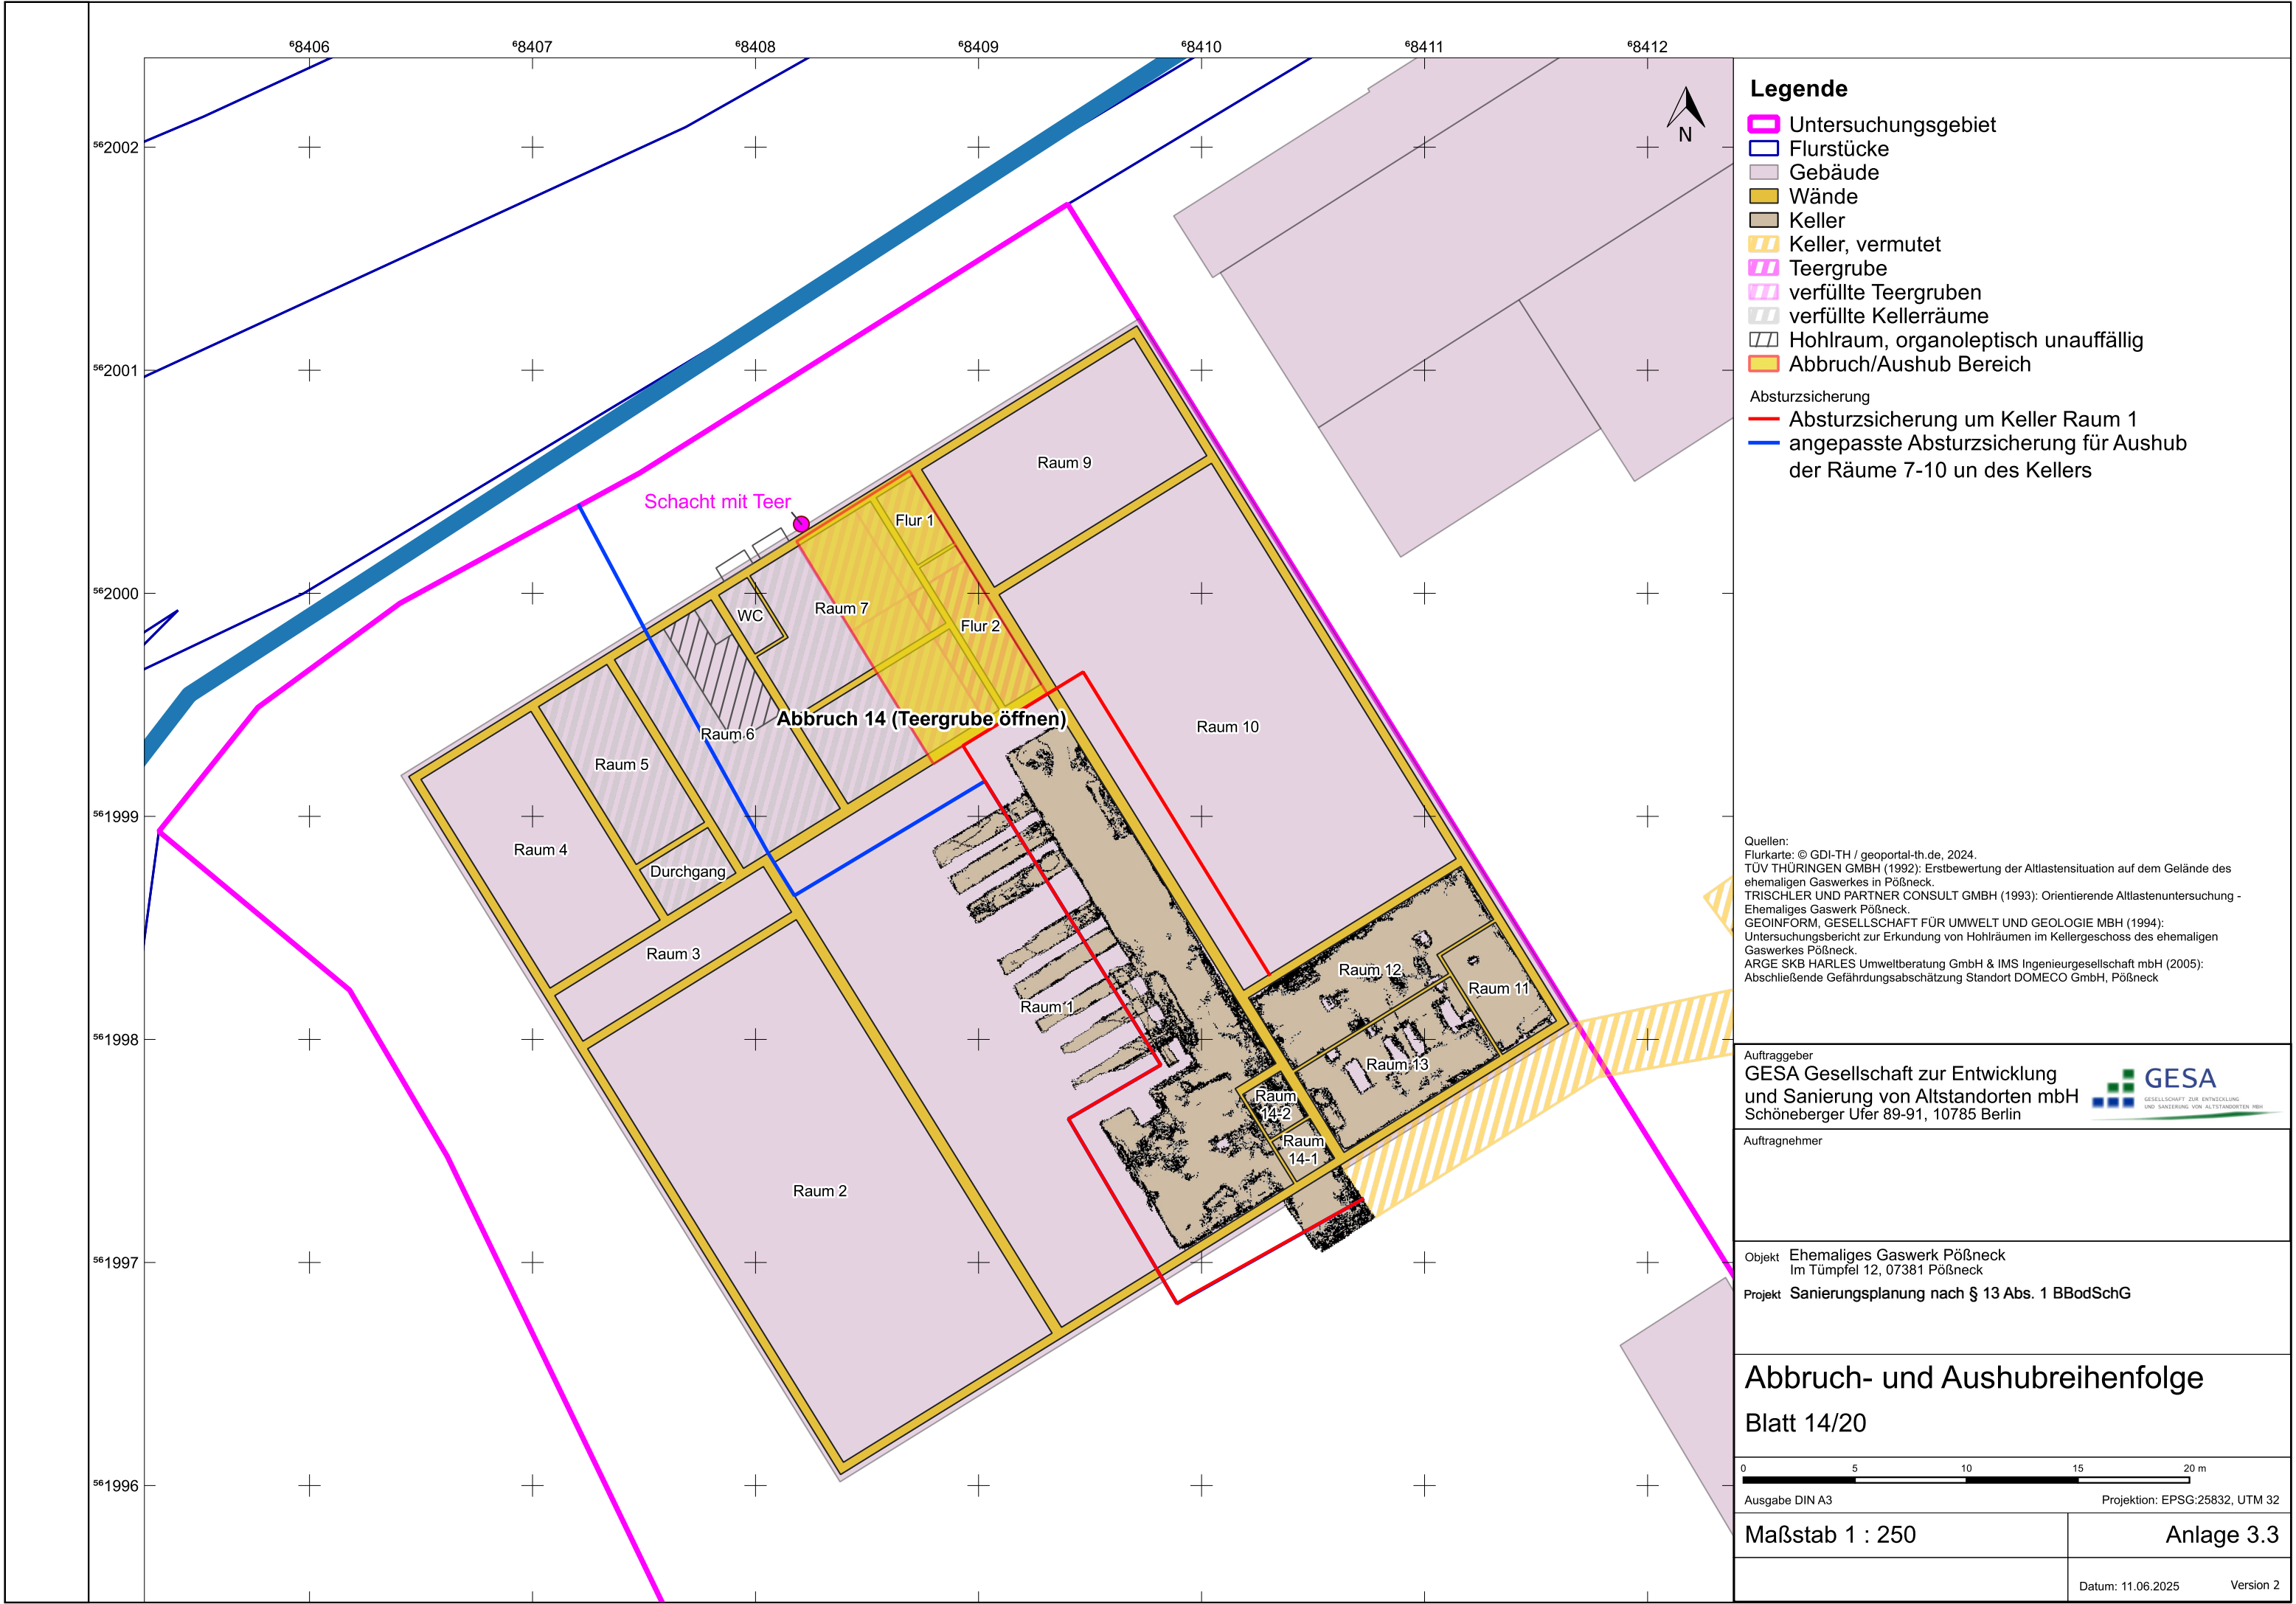 ⁶8406 ⁶8407 ⁶8408 ⁶8409 ⁶8410 ⁶8411 ⁶8412
⁵⁶2002
⁵⁶2001
⁵⁶2000
⁵⁶1999
⁵⁶1998
⁵⁶1997
⁵⁶1996
N
Raum 9
Schacht mit Teer
Flur 1
WC
Raum 7
Flur 2
Abbruch 14 (Teergrube öffnen)
Raum 10
Raum 6
Raum 5
Raum 4
Durchgang
Raum 3
Raum 12
Raum 11
Raum 1
Raum 13
Raum
14-2
Raum
14-1
Raum 2
Legende
Untersuchungsgebiet
Flurstücke
Gebäude
Wände
Keller
Keller, vermutet
Teergrube
verfüllte Teergruben
verfüllte Kellerräume
Hohlraum, organoleptisch unauffällig
Abbruch/Aushub Bereich
Absturzsicherung
Absturzsicherung um Keller Raum 1
angepasste Absturzsicherung für Aushub
der Räume 7-10 un des Kellers
Quellen:
Flurkarte: © GDI-TH / geoportal-th.de, 2024.
TÜV THÜRINGEN GMBH (1992): Erstbewertung der Altlastensituation auf dem Gelände des
ehemaligen Gaswerkes in Pößneck.
TRISCHLER UND PARTNER CONSULT GMBH (1993): Orientierende Altlastenuntersuchung -
Ehemaliges Gaswerk Pößneck.
GEOINFORM, GESELLSCHAFT FÜR UMWELT UND GEOLOGIE MBH (1994):
Untersuchungsbericht zur Erkundung von Hohlräumen im Kellergeschoss des ehemaligen
Gaswerkes Pößneck.
ARGE SKB HARLES Umweltberatung GmbH & IMS Ingenieurgesellschaft mbH (2005):
Abschließende Gefährdungsabschätzung Standort DOMECO GmbH, Pößneck
Auftraggeber
GESA Gesellschaft zur Entwicklung
und Sanierung von Altstandorten mbH
Schöneberger Ufer 89-91, 10785 Berlin
GESA
GESELLSCHAFT ZUR ENTWICKLUNG
UND SANIERUNG VON ALTSTANDORTEN MBH
Auftragnehmer
Objekt Ehemaliges Gaswerk Pößneck
Im Tümpfel 12, 07381 Pößneck
Projekt Sanierungsplanung nach § 13 Abs. 1 BBodSchG
Abbruch- und Aushubreihenfolge
Blatt 14/20
0 5 10 15 20 m
Ausgabe DIN A3 Projektion: EPSG:25832, UTM 32
Maßstab 1 : 250 Anlage 3.3
Datum: 11.06.2025 Version 2